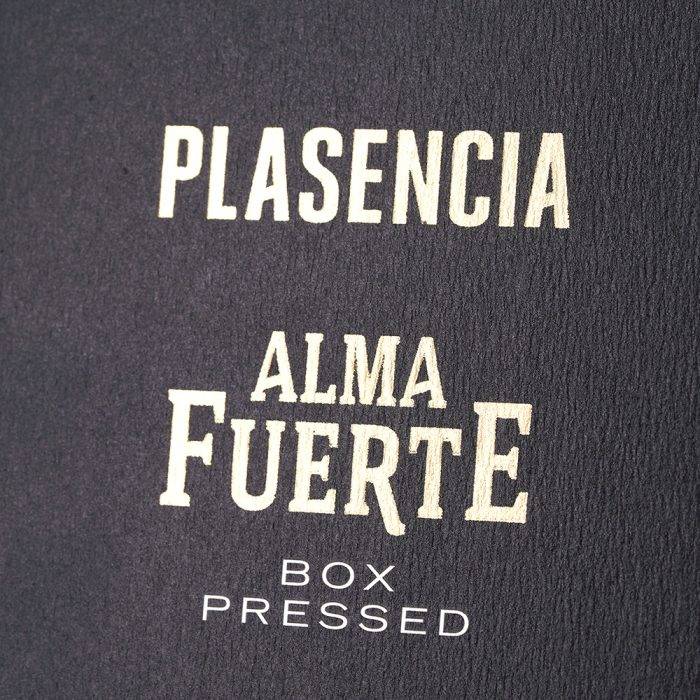 PLASENCIA
ALMA
FUERTE
BOX
PRESSED